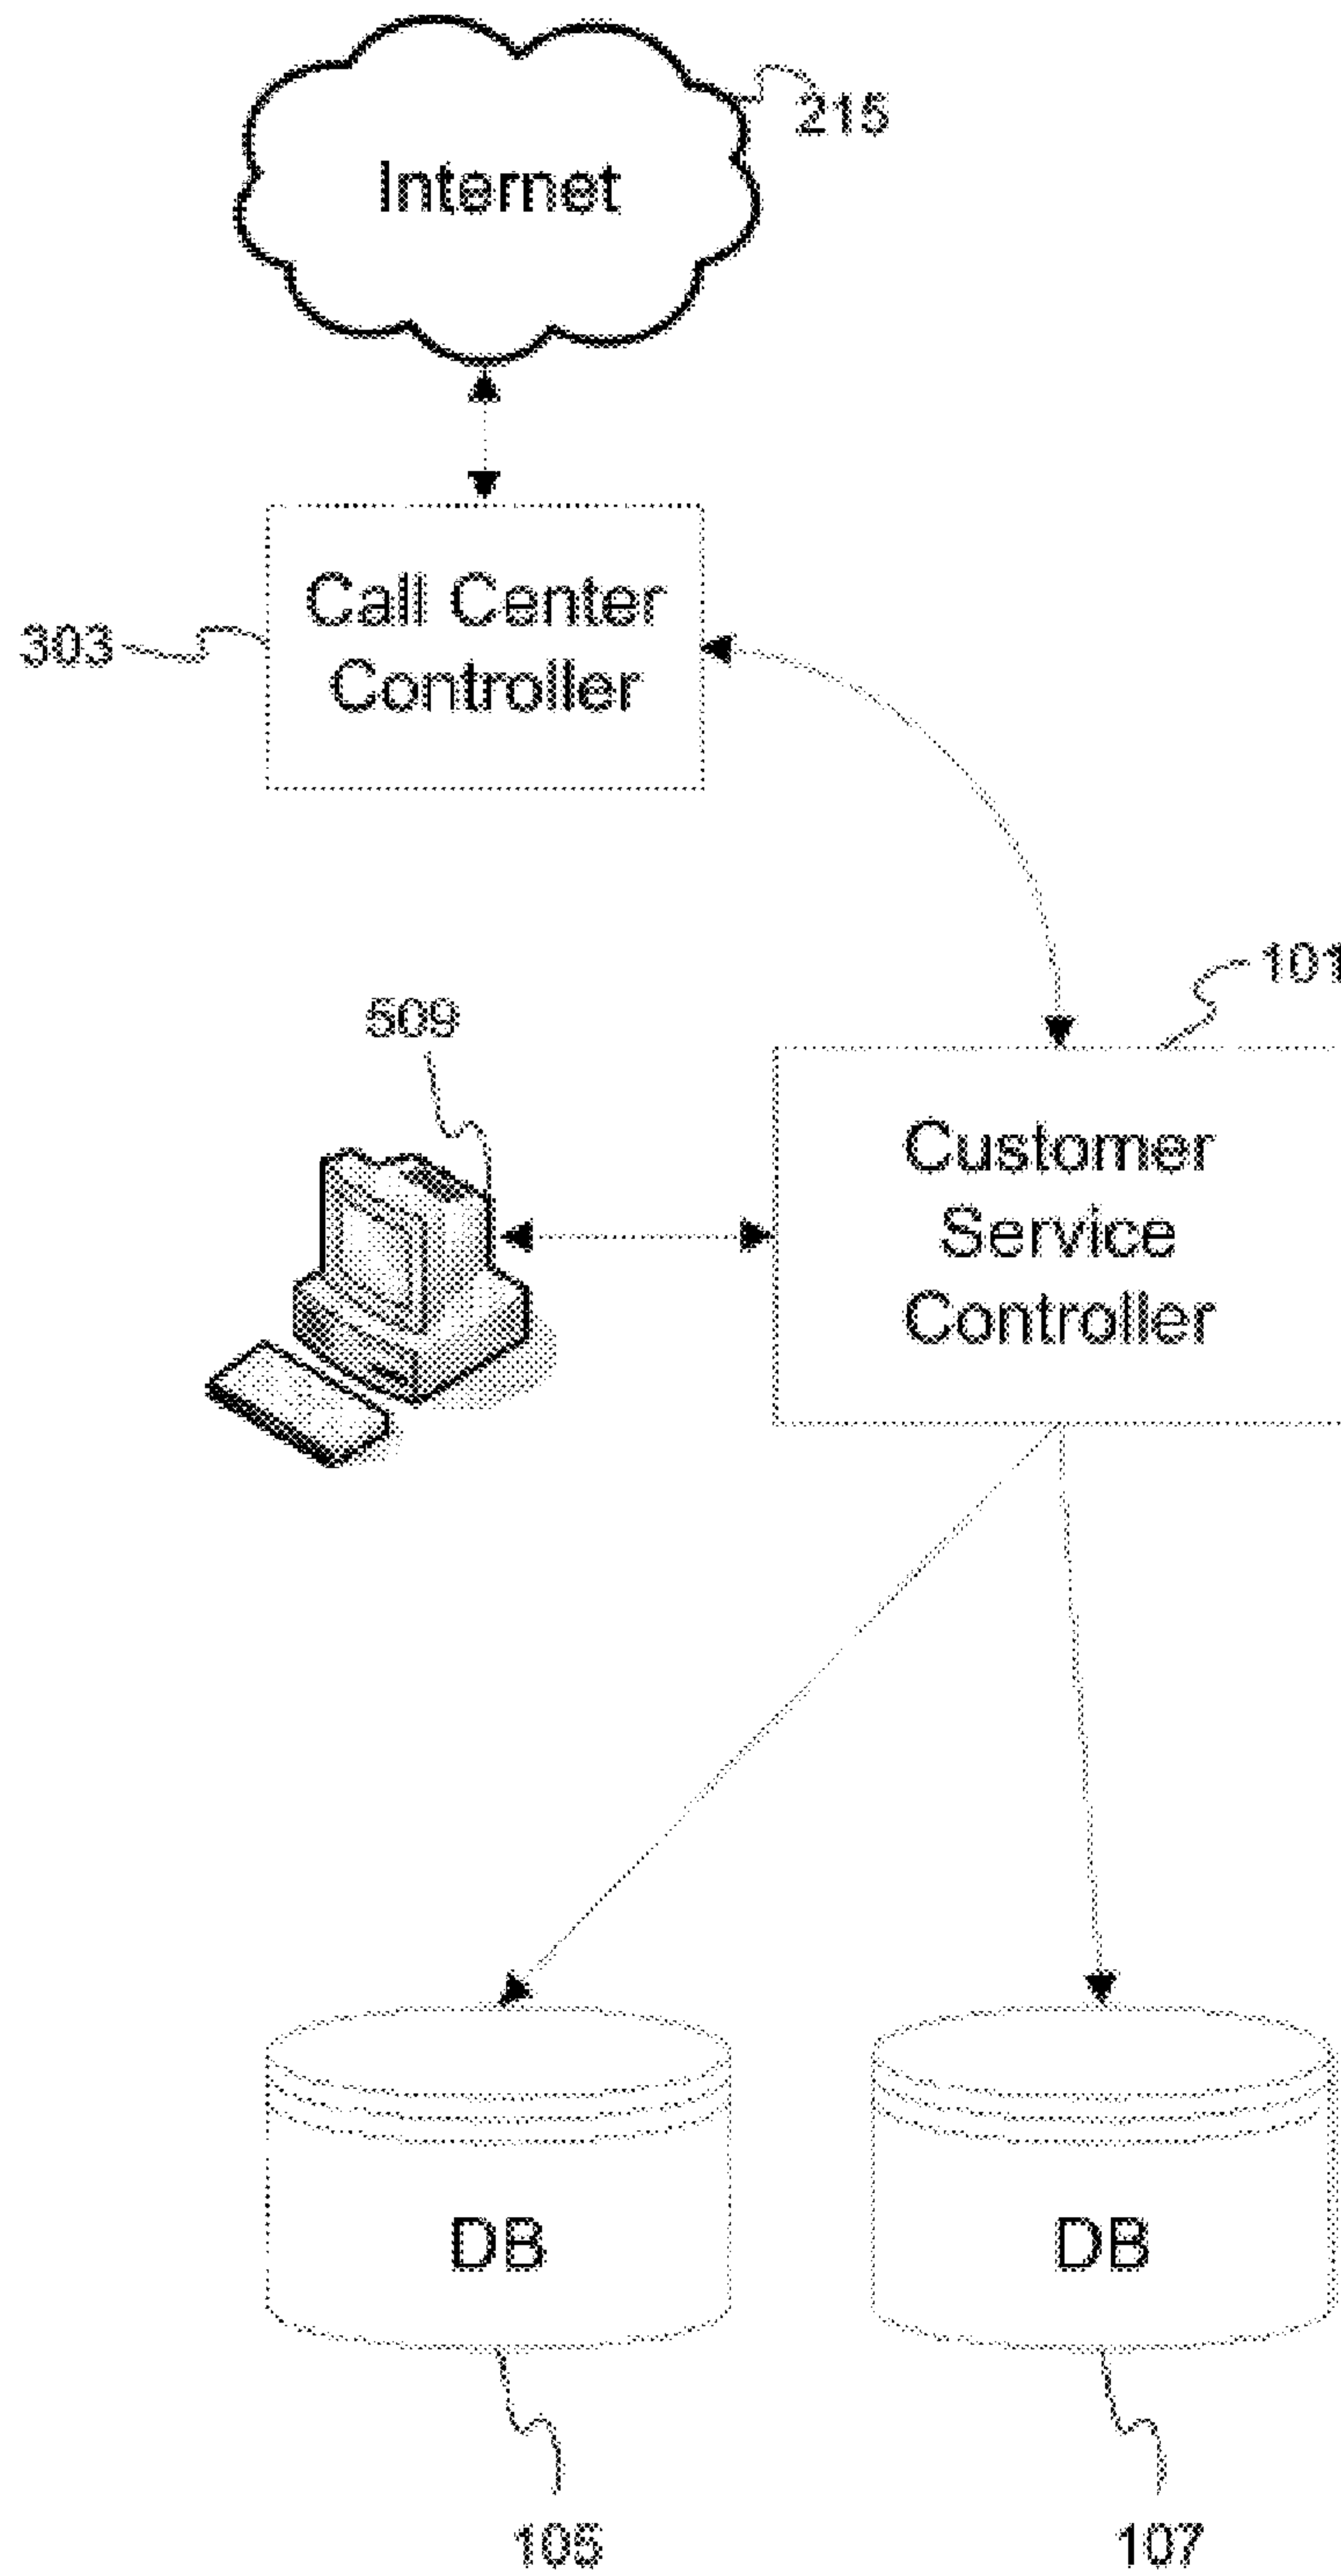 215
Internet
Call Center
Controller
303
101
509
Customer
Service
Controller
DB
DB
105
107